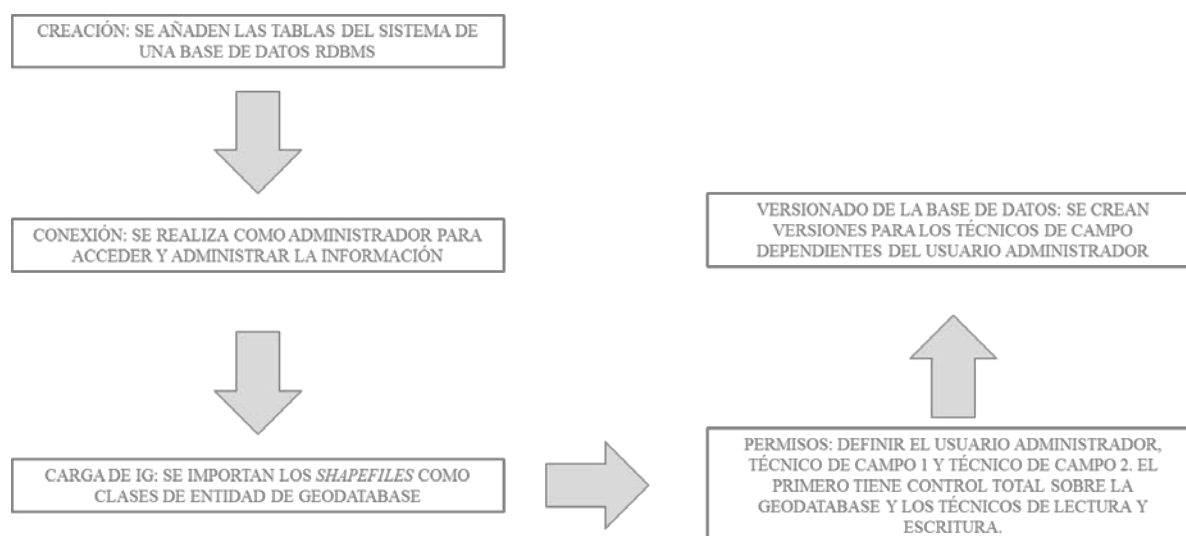 CREACIÓN: SE AÑADEN LAS TABLAS DEL SISTEMA DE
UNA BASE DE DATOS RDBMS
CONEXIÓN: SE REALIZA COMO ADMINISTRADOR PARA
ACCEDER Y ADMINISTRAR LA INFORMACIÓN
CARGA DE IG: SE IMPORTAN LOS SHAPEFILES COMO
CLASES DE ENTIDAD DE GEODATABASE
PERMISOS: DEFINIR EL USUARIO ADMINISTRADOR,
TÉCNICO DE CAMPO 1 Y TÉCNICO DE CAMPO 2. EL
PRIMERO TIENE CONTROL TOTAL SOBRE LA
GEODATABASE Y LOS TÉCNICOS DE LECTURA Y
ESCRITURA.
VERSIONADO DE LA BASE DE DATOS: SE CREAN
VERSIONES PARA LOS TÉCNICOS DE CAMPO
DEPENDIENTES DEL USUARIO ADMINISTRADOR